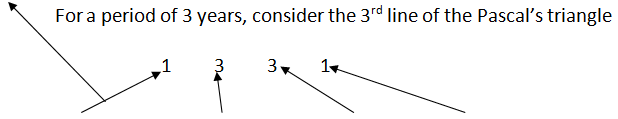 For a period of 3 years, consider the 3rd line of the Pascal's triangle
1 3 3 1